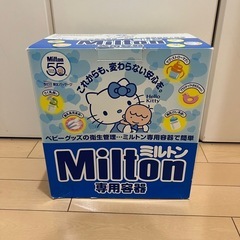 Milton
55
これからも、変わらない安心を。
Hello Kitty
ベビーグッズの衛生管理…ミルトン専用容器で簡単
ミルトン
Milton
専用容器